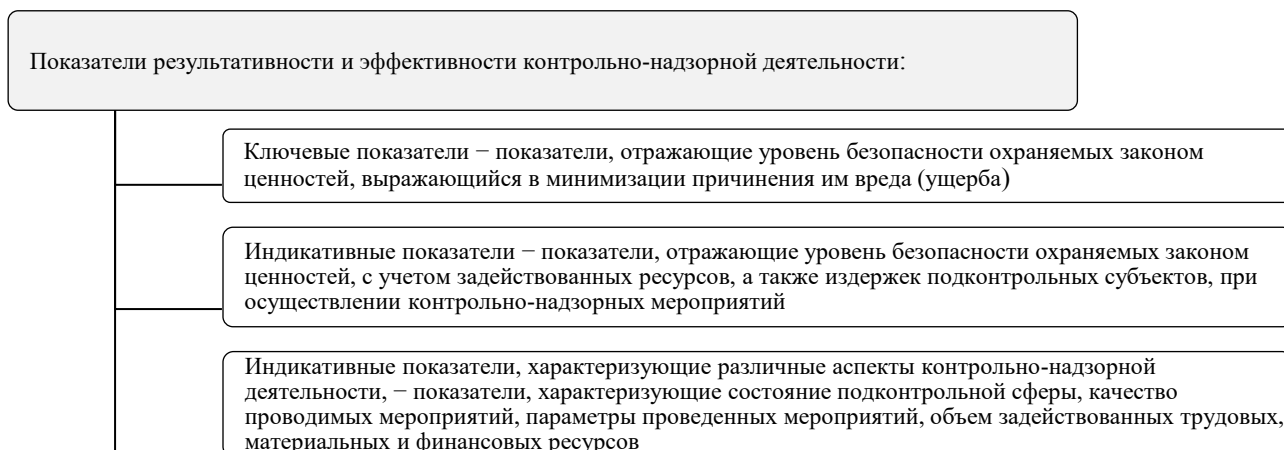 Показатели результативности и эффективности контрольно-надзорной деятельности:
Ключевые показатели − показатели, отражающие уровень безопасности охраняемых законом
ценностей, выражающийся в минимизации причинения им вреда (ущерба)
Индикативные показатели − показатели, отражающие уровень безопасности охраняемых законом
ценностей, с учетом задействованных ресурсов, а также издержек подконтрольных субъектов, при
осуществлении контрольно-надзорных мероприятий
Индикативные показатели, характеризующие различные аспекты контрольно-надзорной
деятельности, − показатели, характеризующие состояние подконтрольной сферы, качество
проводимых мероприятий, параметры проведенных мероприятий, объем задействованных трудовых,
материальных и финансовых ресурсов